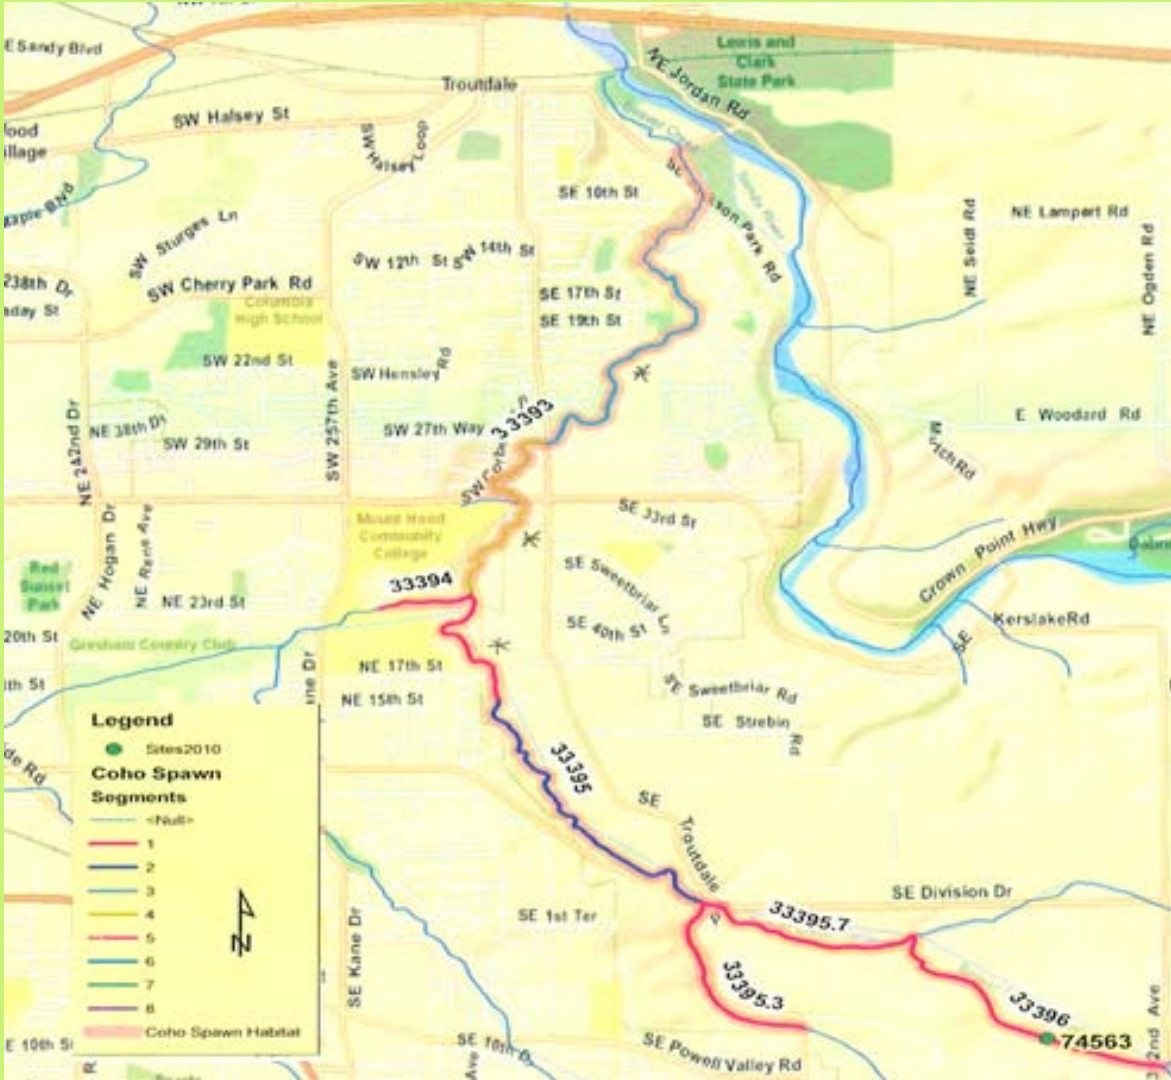 E Sandy Blvd
Troutdale
Lewis and
Clark
State Park
NE Jordan Rd
SW Halsey St
SW Halsey Loop
SE 10th St
Sandy River
Park Rd
NE Lampert Rd
NE Seidl Rd
NE Ogden Rd
SW Sturges Ln
SW 12th St
SW 14th St
238th Dr
SW Cherry Park Rd
Columbia
High School
SE 17th St
SE 19th St
SW 22nd St
SW Hensley Rd
SW 257th Ave
NE 242nd Dr
NE 38th Dr
SW 29th St
SW 27th Way
33393
E Woodard Rd
SE 33rd St
Mount Hood
Community
College
Crown Point Hwy
NE Hogan Dr
NE Rene Ave
Red
Sunset
Park
NE 23rd St
33394
SE Sweetbriar Ln
SE 40th St
Kerslake Rd
SE
20th St
Gresham Country Club
NE 17th St
NE 15th St
SE Sweetbriar Rd
SE Strebin Rd
Legend
Sites2010
Coho Spawn
Segments
<Null>
1
2
3
4
5
6
7
8
Coho Spawn Habitat
N
33395
SE Troutdale
SE Division Dr
33395.7
SE 1st Ter
SE Kane Dr
33395.3
33396
74563
SE Powell Valley Rd
E 10th St